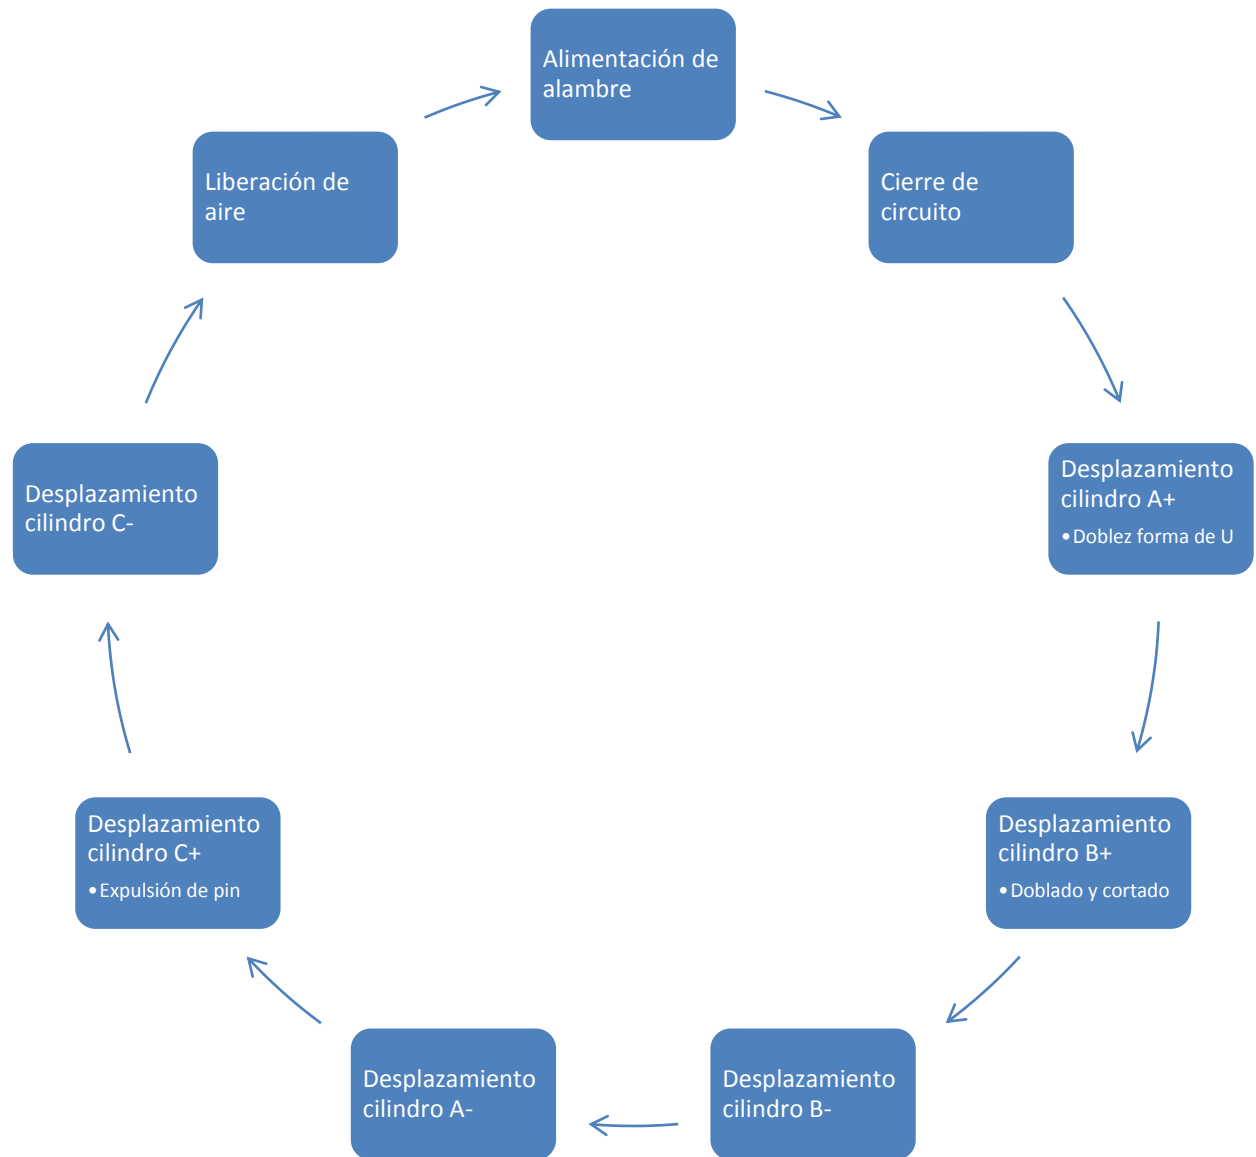 Alimentación de
alambre
Cierre de
circuito
Desplazamiento
cilindro A+
•Doblez forma de U
Desplazamiento
cilindro B+
•Doblado y cortado
Desplazamiento
cilindro B-
Desplazamiento
cilindro A-
Desplazamiento
cilindro C+
•Expulsión de pin
Desplazamiento
cilindro C-
Liberación de
aire